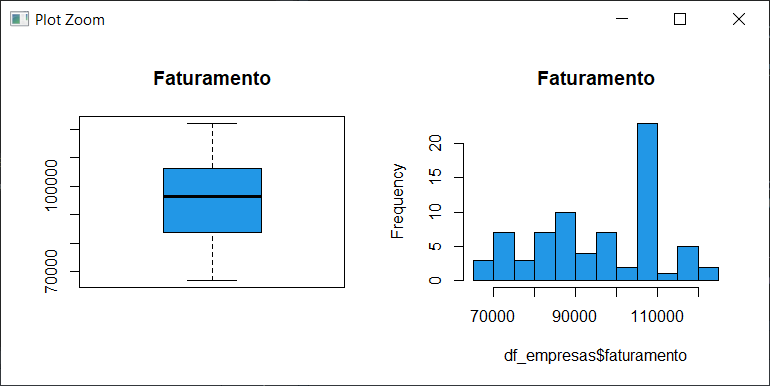 Plot Zoom
Faturamento
70000 100000
Faturamento
Frequency
0 5 10 15 20
70000 90000 110000
df_empresas$faturamento